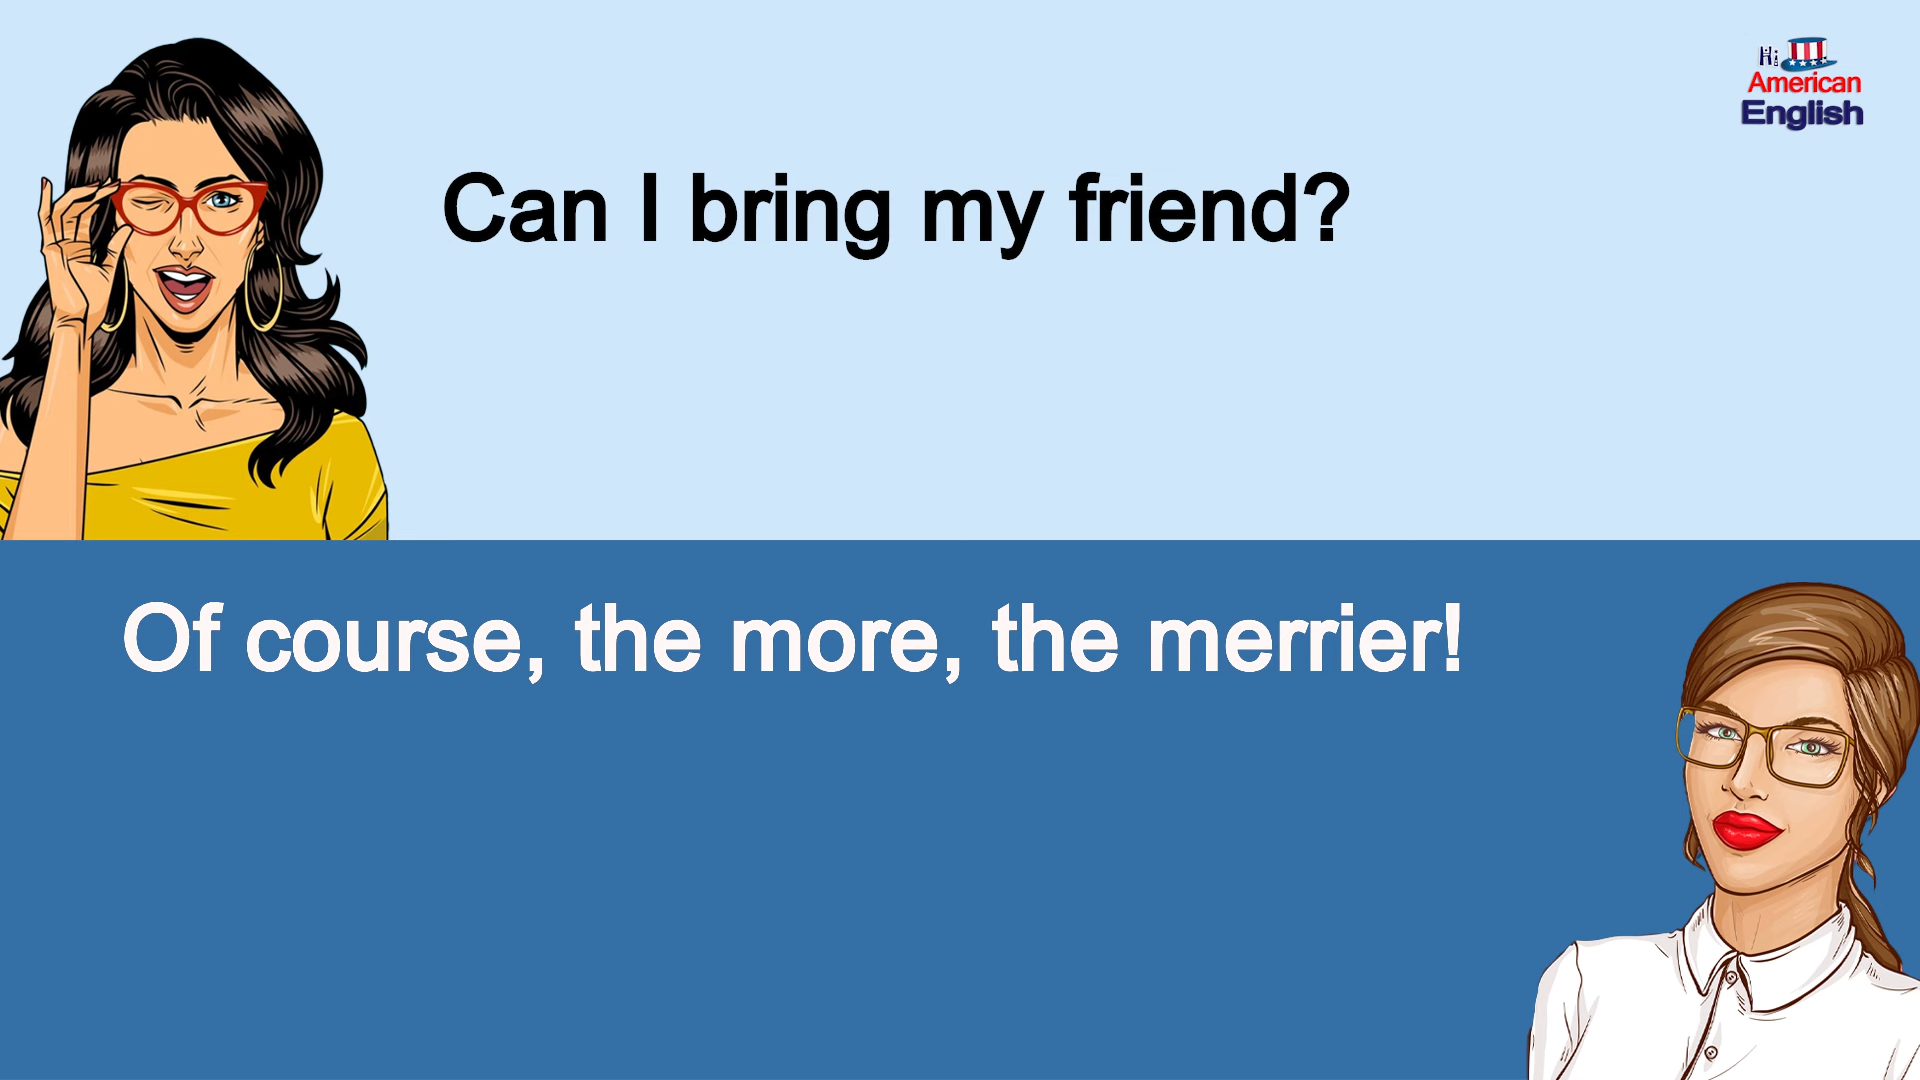 Hi
American
English
Can I bring my friend?
Of course, the more, the merrier!